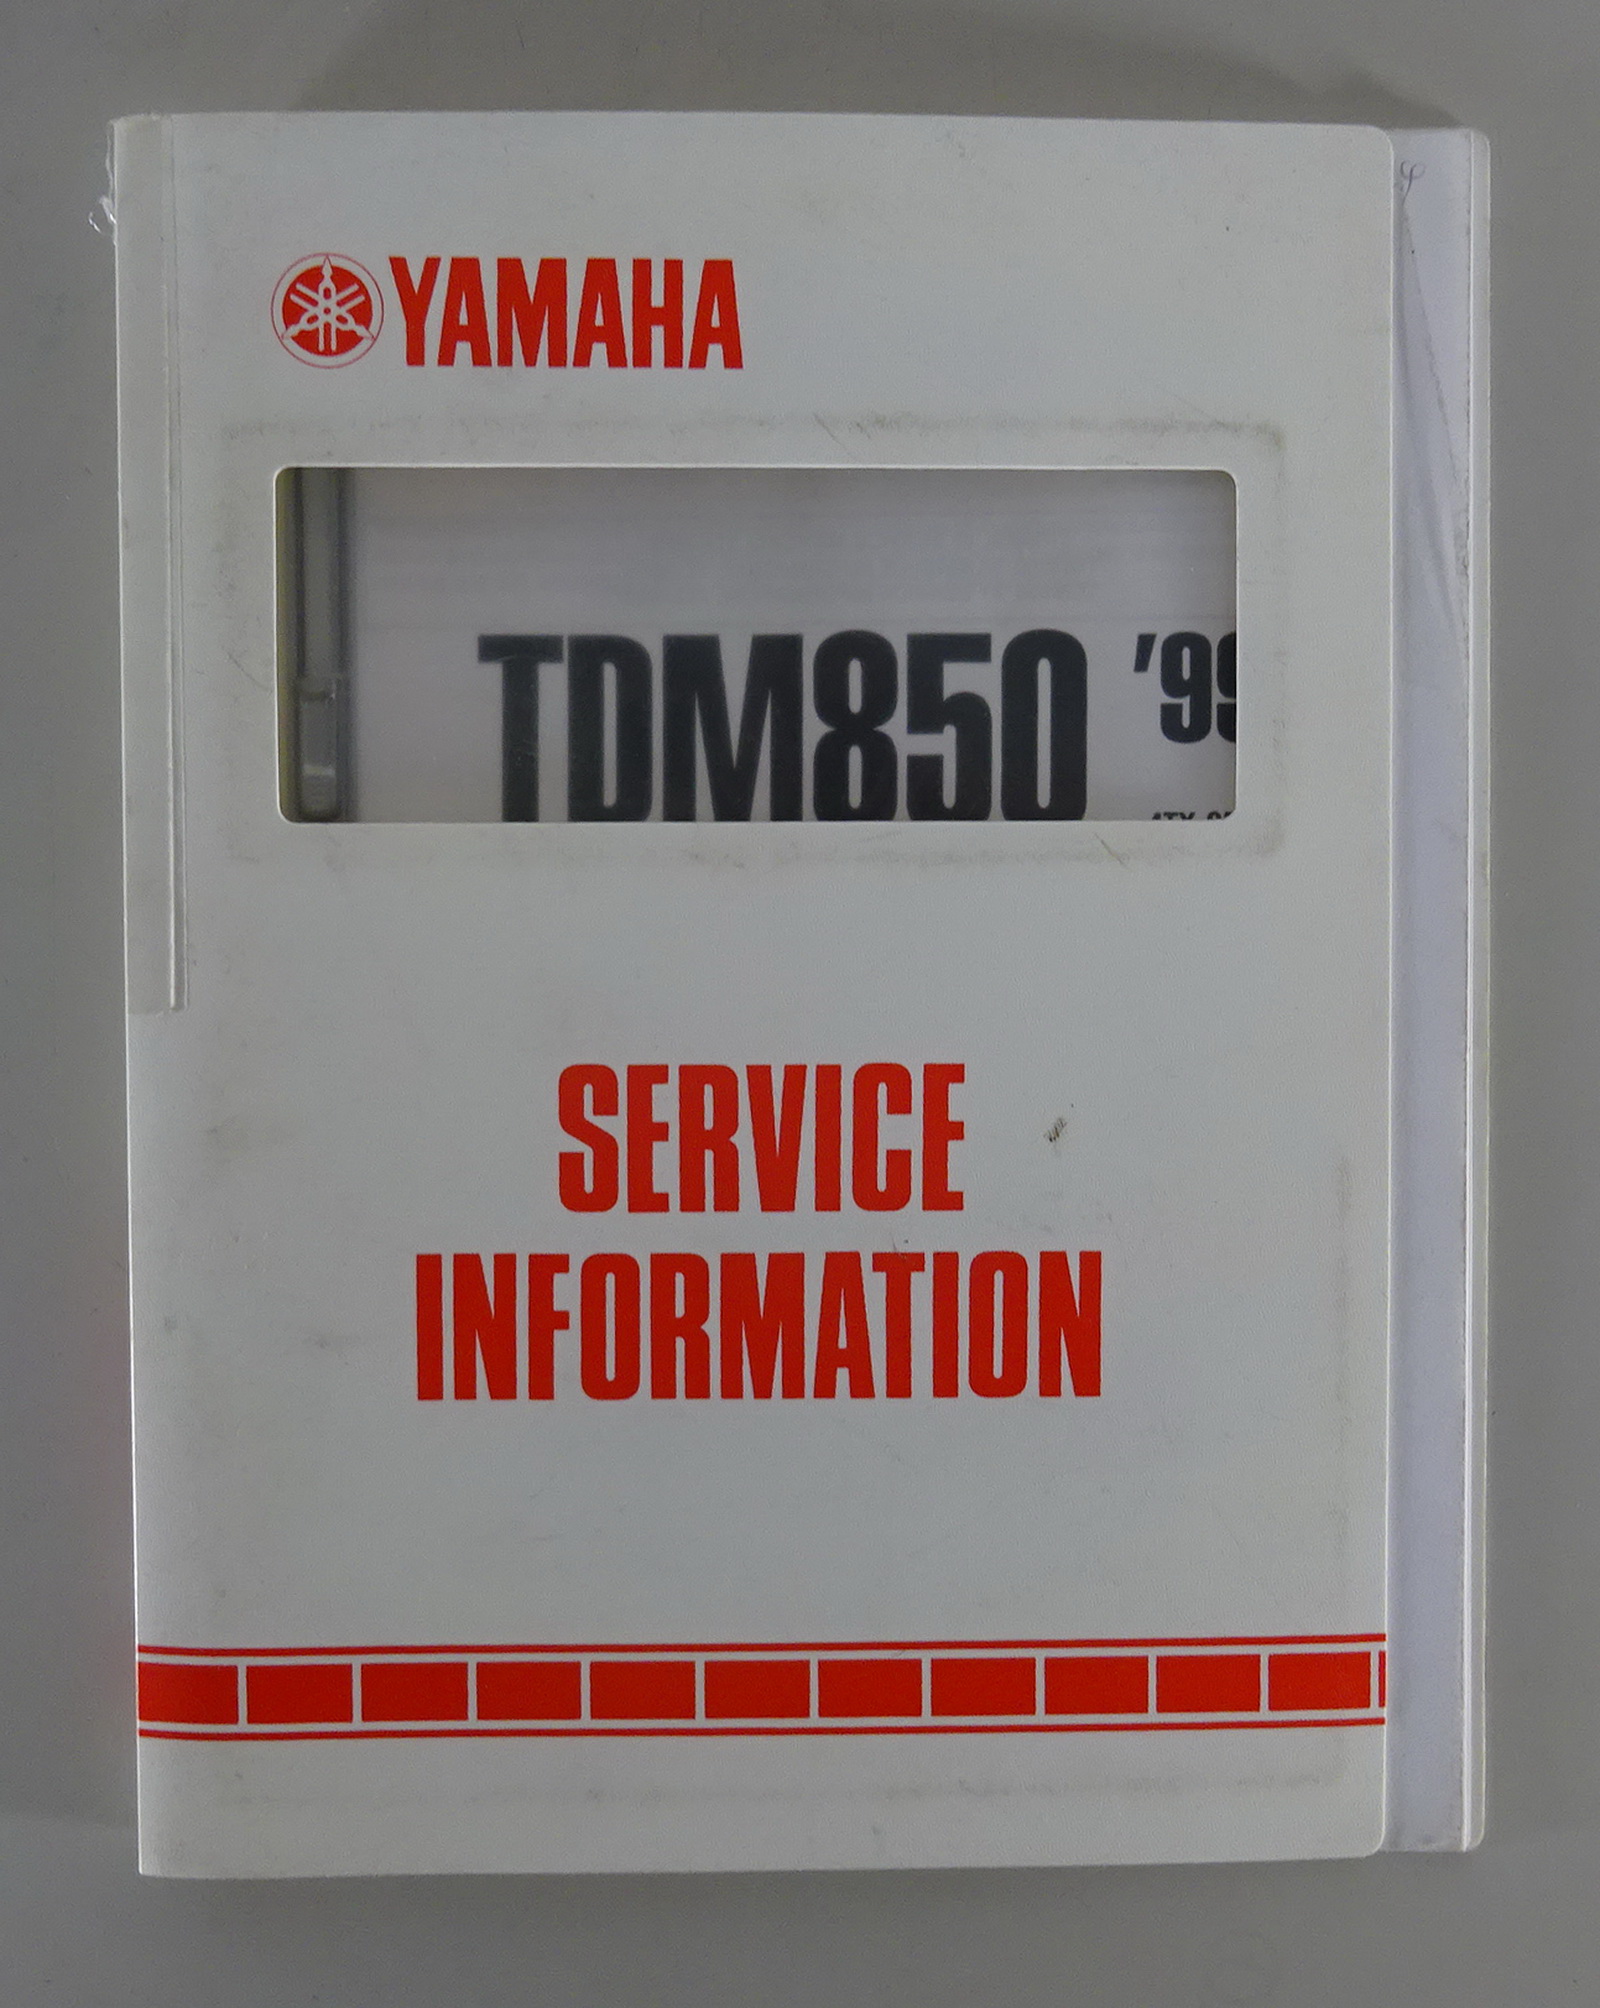 YAMAHA
TDM850 '99
SERVICE
INFORMATION